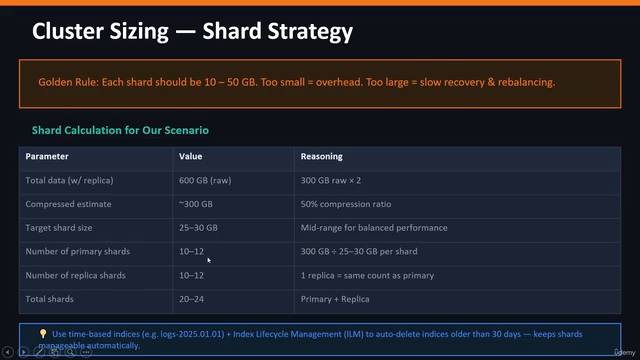 Cluster Sizing — Shard Strategy
Golden Rule: Each shard should be 10 – 50 GB. Too small = overhead. Too large = slow recovery & rebalancing.
Shard Calculation for Our Scenario
Parameter Value Reasoning
Total data (w/ replica) 600 GB (raw) 300 GB raw × 2
Compressed estimate ~300 GB 50% compression ratio
Target shard size 25–30 GB Mid-range for balanced performance
Number of primary shards 10–12 300 GB ÷ 25–30 GB per shard
Number of replica shards 10–12 1 replica = same count as primary
Total shards 20–24 Primary + Replica
💡 Use time-based indices (e.g. logs-2025.01.01) + Index Lifecycle Management (ILM) to auto-delete indices older than 30 days — keeps shards
manageable automatically.
ûdemy